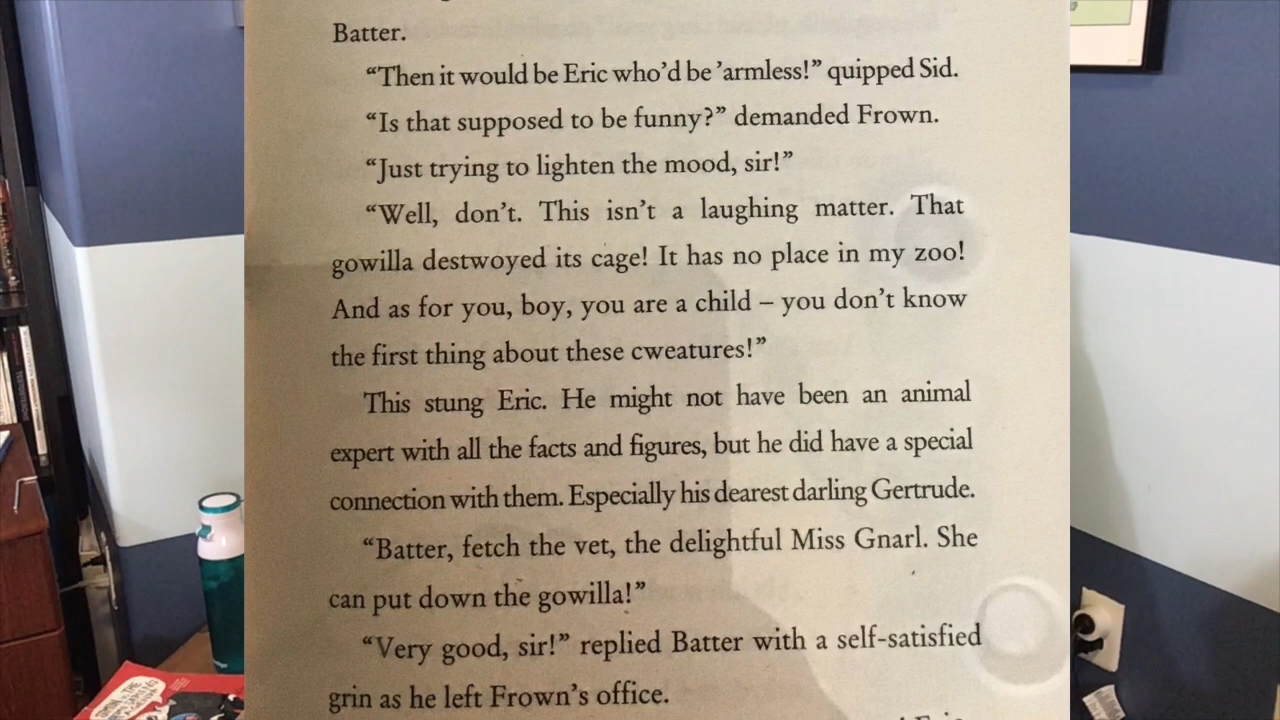 Batter.
“Then it would be Eric who’d be ’armless!” quipped Sid.
“Is that supposed to be funny?” demanded Frown.
“Just trying to lighten the mood, sir!”
“Well, don’t. This isn’t a laughing matter. That
gowilla destwoyed its cage! It has no place in my zoo!
And as for you, boy, you are a child – you don’t know
the first thing about these cweatures!”
This stung Eric. He might not have been an animal
expert with all the facts and figures, but he did have a special
connection with them. Especially his dearest darling Gertrude.
“Batter, fetch the vet, the delightful Miss Gnarl. She
can put down the gowilla!”
“Very good, sir!” replied Batter with a self-satisfied
grin as he left Frown’s office.